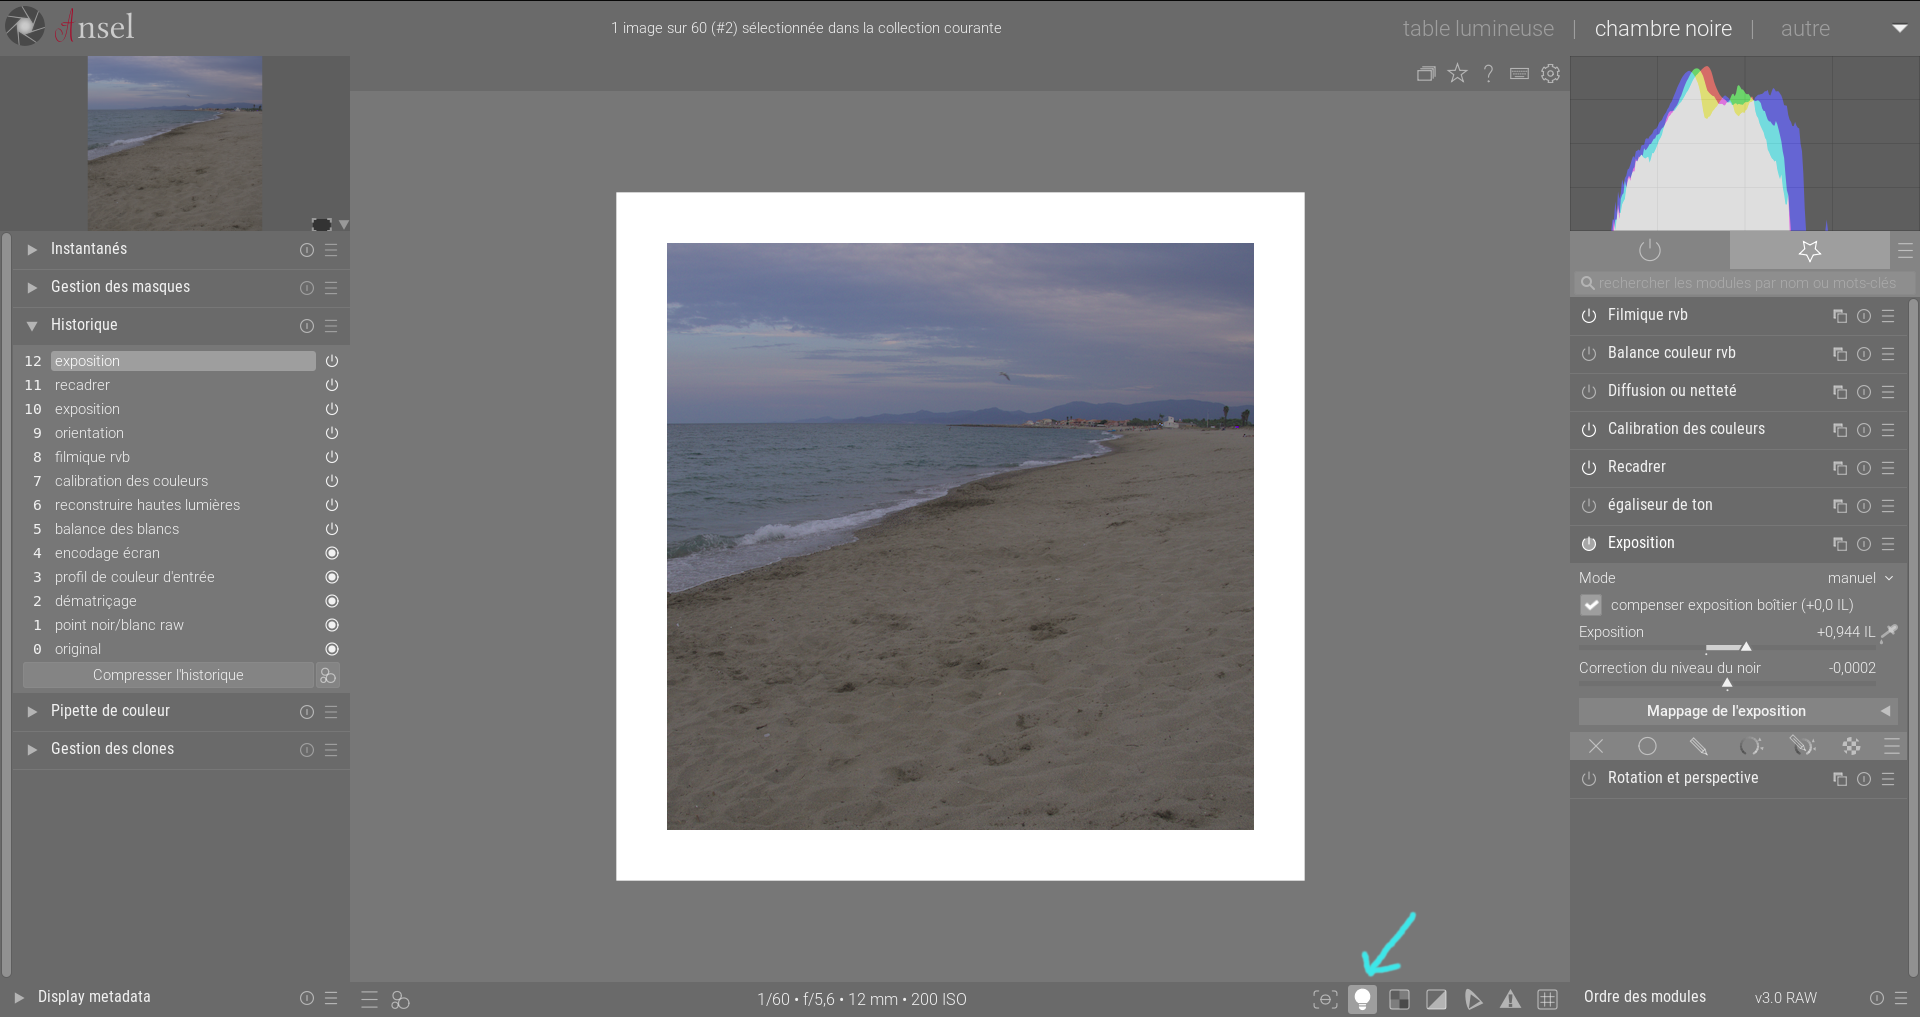 Ansel
1 image sur 60 (#2) sélectionnée dans la collection courante
table lumineuse | chambre noire | autre
Instantanés
Gestion des masques
Historique
12 exposition
11 recadrer
10 exposition
9 orientation
8 filmique rvb
7 calibration des couleurs
6 reconstruire hautes lumières
5 balance des blancs
4 encodage écran
3 profil de couleur d'entrée
2 dématriçage
1 point noir/blanc raw
0 original
Compresser l'historique
Pipette de couleur
Gestion des clones
Display metadata
1/60 • f/5,6 • 12 mm • 200 ISO
rechercher les modules par nom ou mots-clés
Filmique rvb
Balance couleur rvb
Diffusion ou netteté
Calibration des couleurs
Recadrer
égaliseur de ton
Exposition
Mode manuel
compenser exposition boîtier (+0,0 IL)
Exposition +0,944 IL
Correction du niveau du noir -0,0002
Mappage de l'exposition
Rotation et perspective
Ordre des modules v3.0 RAW